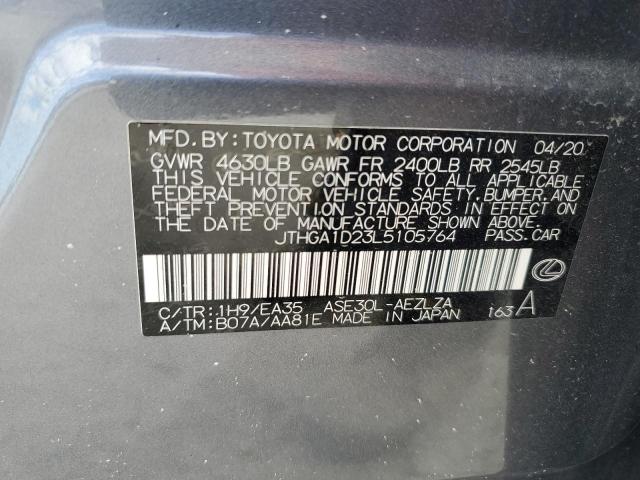 MFD. BY: TOYOTA MOTOR CORPORATION 04/20
GVWR 4630LB GAWR FR 2400LB RR 2545LB
THIS VEHICLE CONFORMS TO ALL APPLICABLE
FEDERAL MOTOR VEHICLE SAFETY, BUMPER, AND
THEFT PREVENTION STANDARDS IN EFFECT ON
THE DATE OF MANUFACTURE SHOWN ABOVE.
JTHGA1D23L5105764 PASS. CAR
C/TR: 1H9/EA35 ASE30L-AEZLZA
A/TM: B07A/AA81E MADE IN JAPAN 163 A